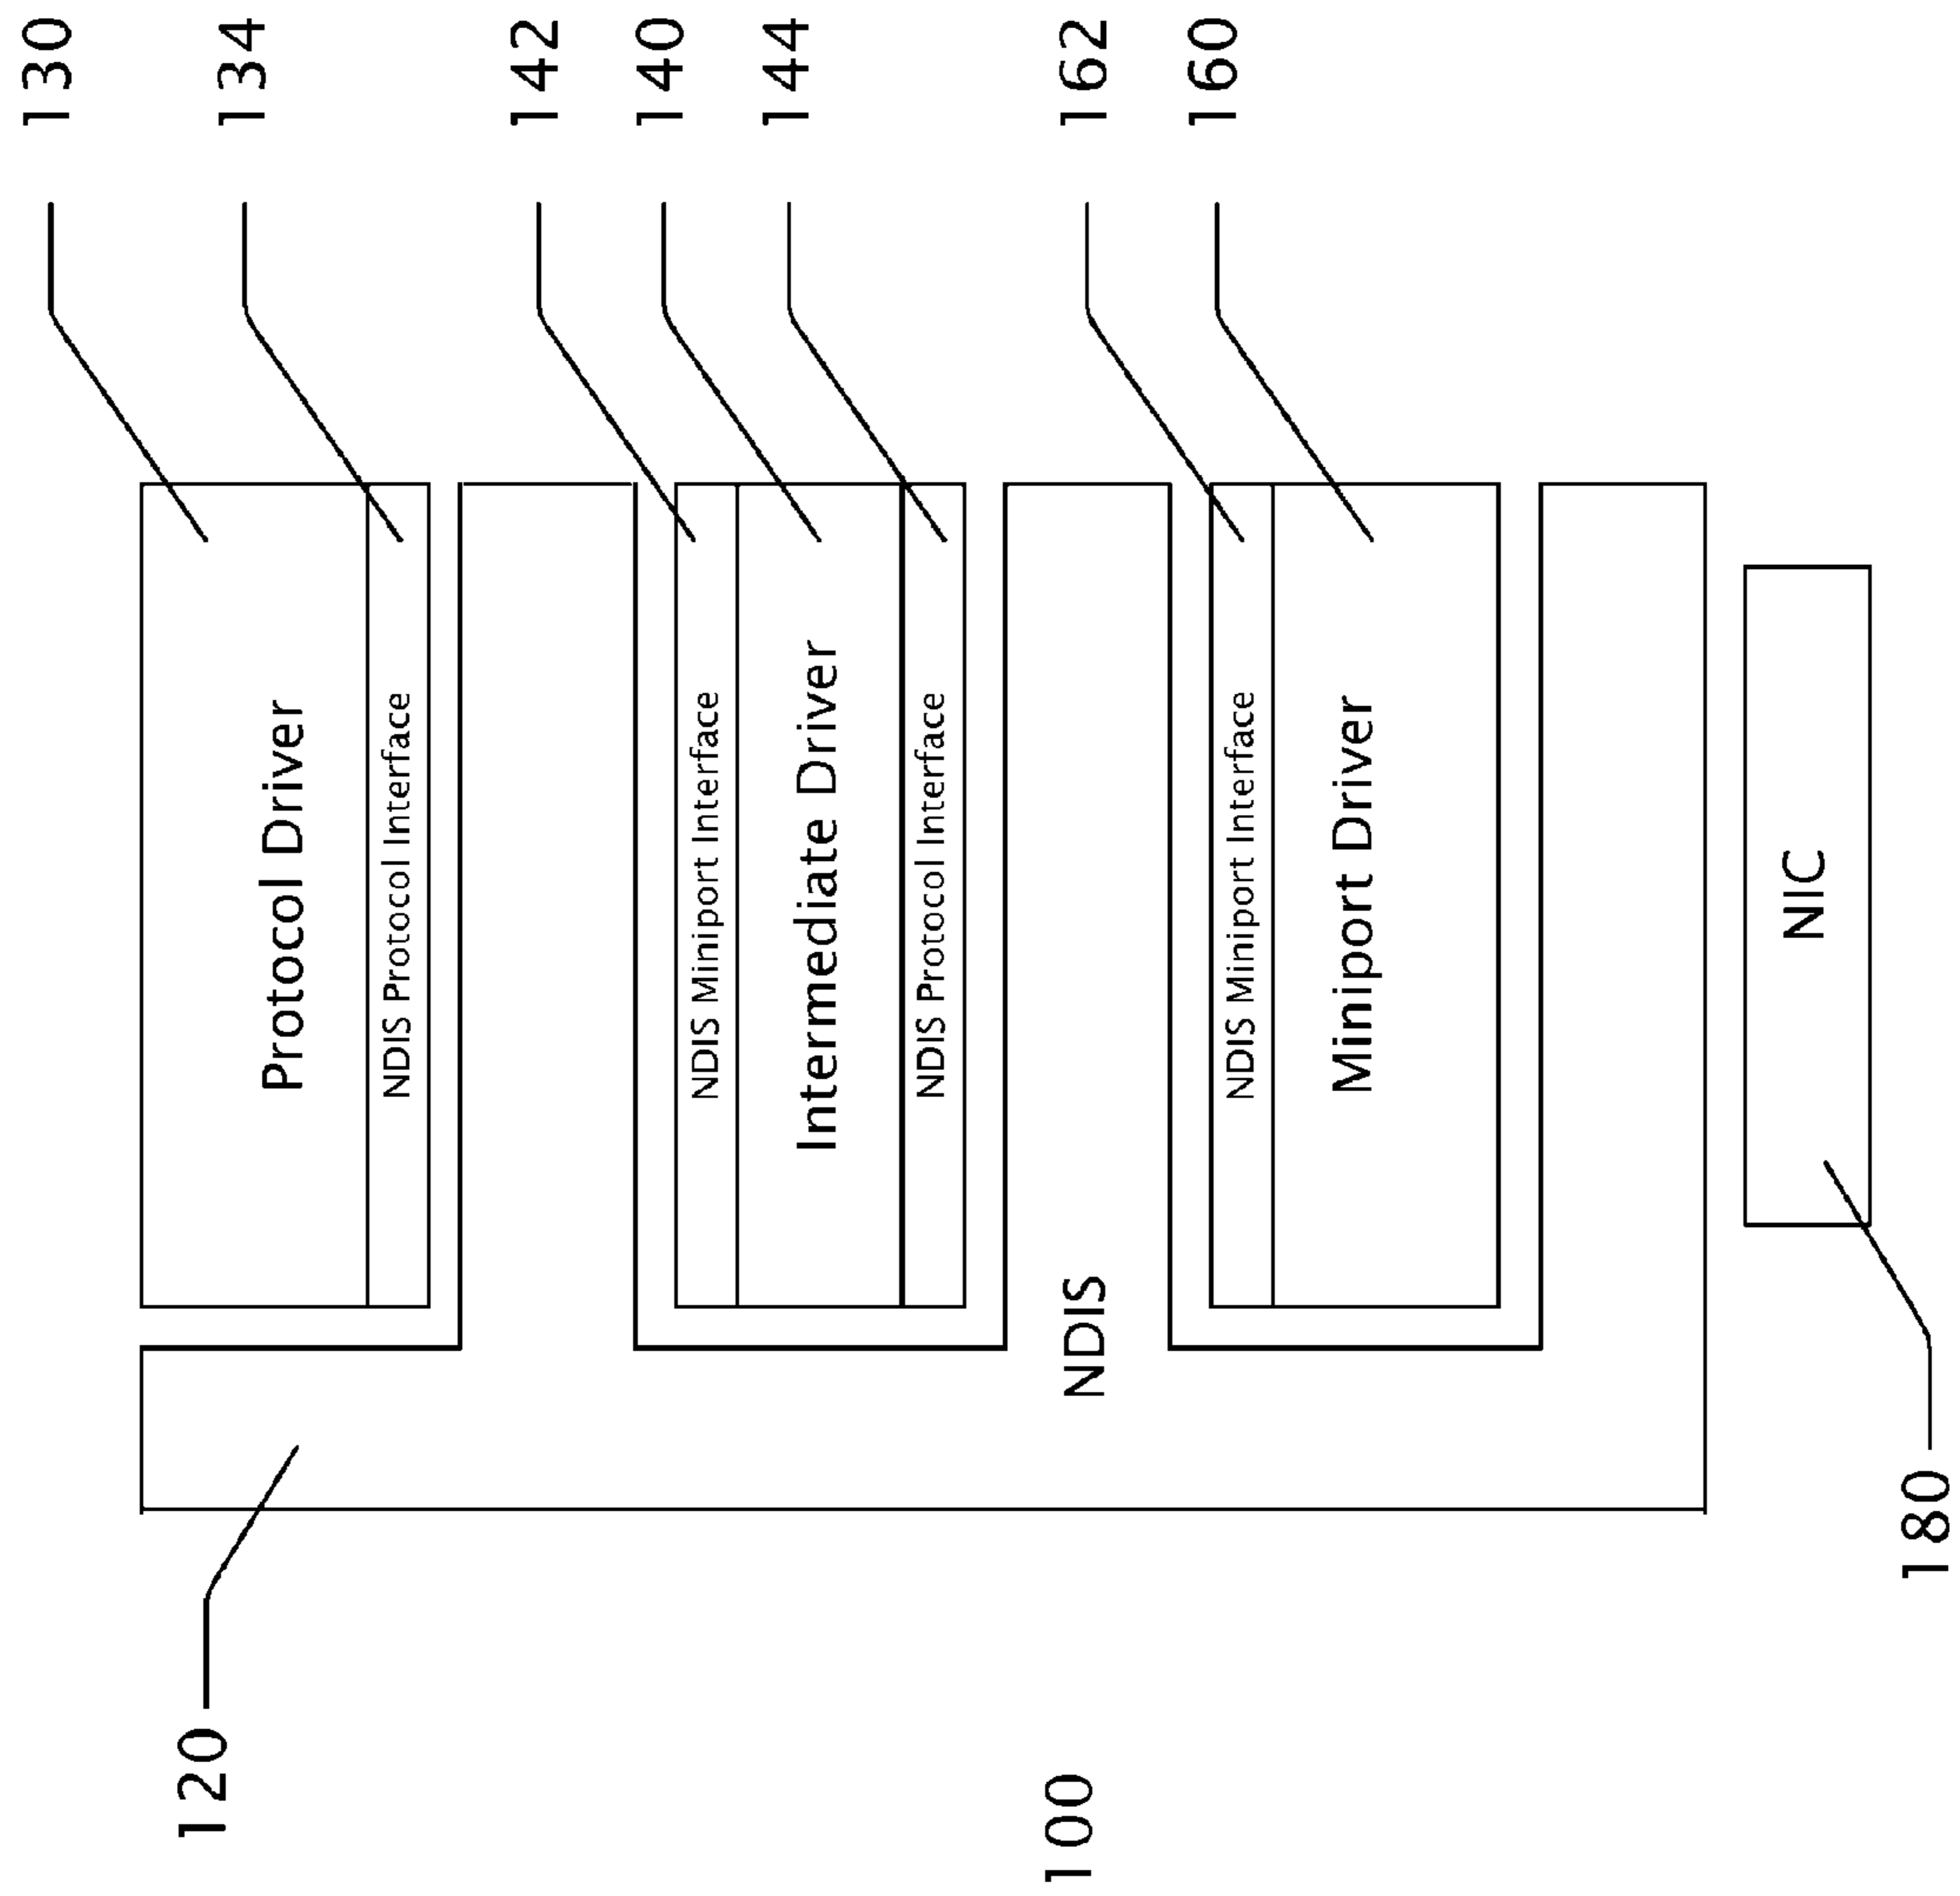 130
134
142
140
144
162
160
Protocol Driver
NDIS Protocol Interface
NDIS Miniport Interface
Intermediate Driver
NDIS Protocol Interface
NDIS Miniport Interface
Miniport Driver
NIC
NDIS
120
100
180